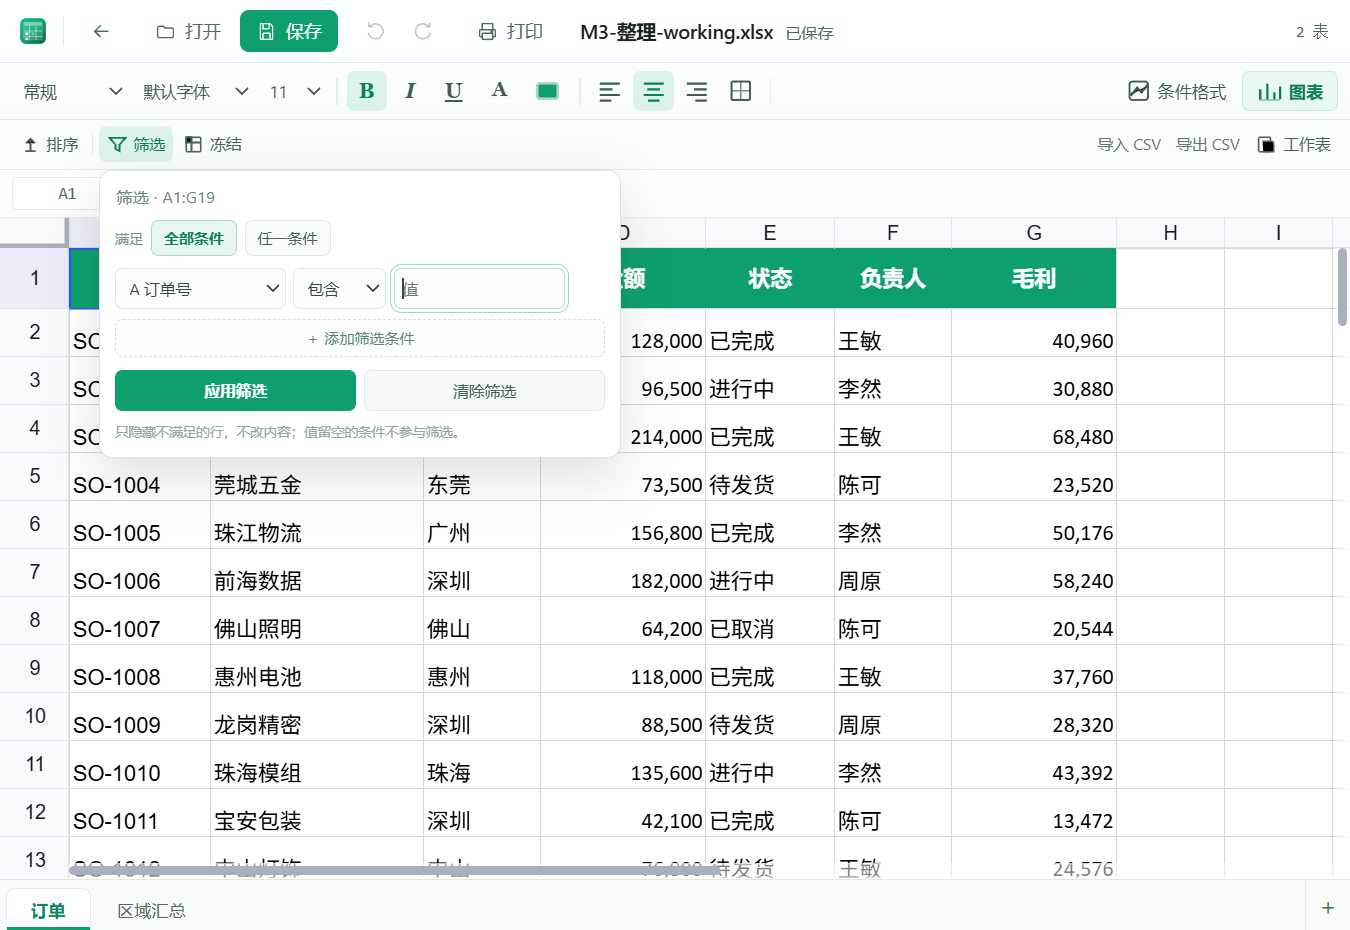 打开 保存 打印 M3-整理-working.xlsx 已保存 2 表
常规 默认字体 11 B I U A 条件格式 图表
排序 筛选 冻结 导入 CSV 导出 CSV 工作表
A1
筛选 · A1:G19
满足 全部条件 任一条件
A 订单号 包含 值
+ 添加筛选条件
应用筛选 清除筛选
只隐藏不满足的行，不改内容；值留空的条件不参与筛选。
D E F G H I
1 额 状态 负责人 毛利
2 SO 128,000 已完成 王敏 40,960
3 SO 96,500 进行中 李然 30,880
4 SO 214,000 已完成 王敏 68,480
5 SO-1004 莞城五金 东莞 73,500 待发货 陈可 23,520
6 SO-1005 珠江物流 广州 156,800 已完成 李然 50,176
7 SO-1006 前海数据 深圳 182,000 进行中 周原 58,240
8 SO-1007 佛山照明 佛山 64,200 已取消 陈可 20,544
9 SO-1008 惠州电池 惠州 118,000 已完成 王敏 37,760
10 SO-1009 龙岗精密 深圳 88,500 待发货 周原 28,320
11 SO-1010 珠海模组 珠海 135,600 进行中 李然 43,392
12 SO-1011 宝安包装 深圳 42,100 已完成 陈可 13,472
13 SO-1012 中山灯饰 中山 76,800 待发货 王敏 24,576
订单 区域汇总 +